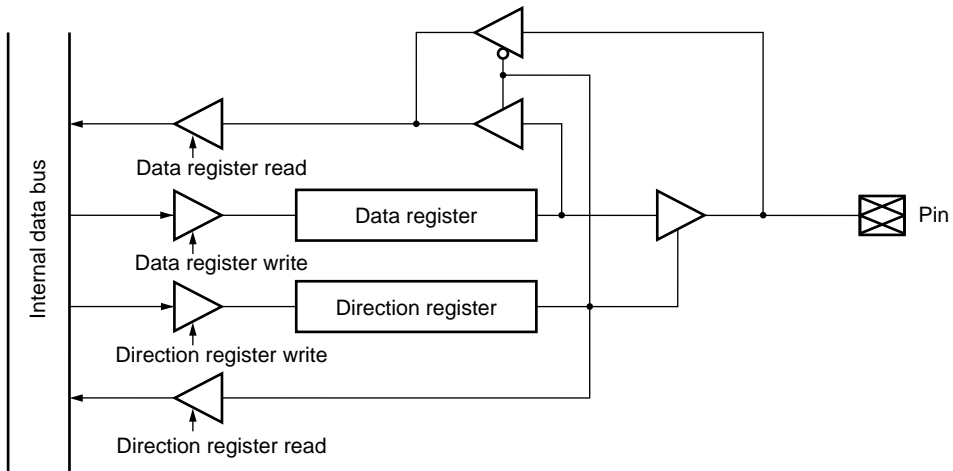 Internal data bus
Data register read
Data register
Pin
Data register write
Direction register
Direction register write
Direction register read